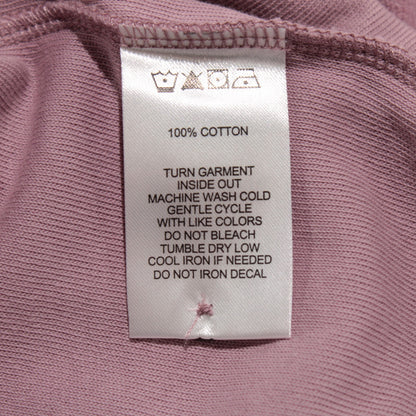 100% COTTON
TURN GARMENT
INSIDE OUT
MACHINE WASH COLD
GENTLE CYCLE
WITH LIKE COLORS
DO NOT BLEACH
TUMBLE DRY LOW
COOL IRON IF NEEDED
DO NOT IRON DECAL